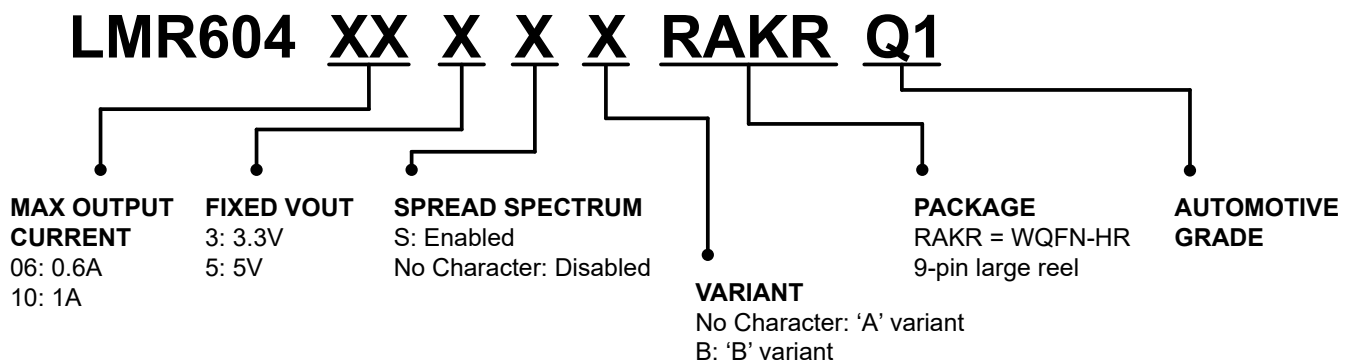 LMR604 XX X X X RAKR Q1
MAX OUTPUT
CURRENT
06: 0.6A
10: 1A
FIXED VOUT
3: 3.3V
5: 5V
SPREAD SPECTRUM
S: Enabled
No Character: Disabled
VARIANT
No Character: ‘A’ variant
B: ‘B’ variant
PACKAGE
RAKR = WQFN-HR
9-pin large reel
AUTOMOTIVE
GRADE